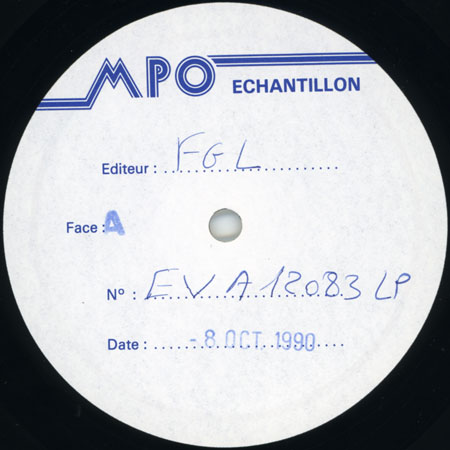 MPO ECHANTILLON
Editeur : FGL
Face : A
N° : EVA 12083 LP
Date : - 8 OCT. 1990